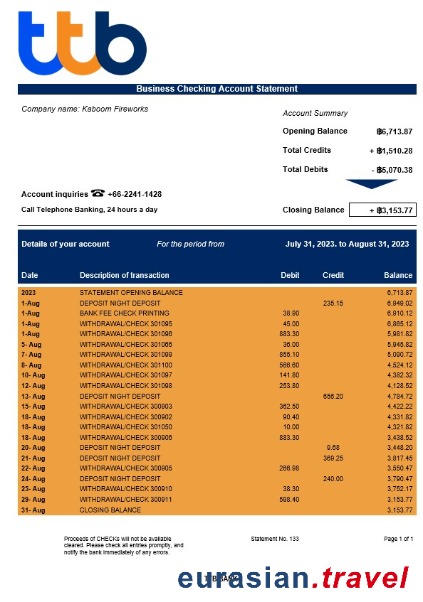 ttb
Business Checking Account Statement
Company name: Kaboom Fireworks
Account Summary
Opening Balance ฿6,713.87
Total Credits + ฿1,510.28
Total Debits - ฿5,070.38
Account inquiries ☎ +66-2241-1428
Call Telephone Banking, 24 hours a day
Closing Balance + ฿3,153.77
Details of your account For the period from July 31, 2023. to August 31, 2023
Date Description of transaction Debit Credit Balance
2023 STATEMENT OPENING BALANCE 6,713.87
1-Aug DEPOSIT NIGHT DEPOSIT 235.15 6,949.02
1-Aug BANK FEE CHECK PRINTING 38.90 6,910.12
1-Aug WITHDRAWAL/CHECK 301095 45.00 6,865.12
1-Aug WITHDRAWAL/CHECK 301096 883.30 5,981.82
5- Aug WITHDRAWAL/CHECK 301066 36.00 5,945.82
7- Aug WITHDRAWAL/CHECK 301099 855.10 5,090.72
8- Aug WITHDRAWAL/CHECK 301100 566.60 4,524.12
10- Aug WITHDRAWAL/CHECK 301097 141.80 4,382.32
12- Aug WITHDRAWAL/CHECK 301098 253.80 4,128.52
13- Aug DEPOSIT NIGHT DEPOSIT 656.20 4,784.72
15- Aug WITHDRAWAL/CHECK 300903 362.50 4,422.22
18- Aug WITHDRAWAL/CHECK 300902 90.40 4,331.82
18- Aug WITHDRAWAL/CHECK 301050 10.00 4,321.82
18- Aug WITHDRAWAL/CHECK 300906 883.30 3,438.52
20- Aug DEPOSIT NIGHT DEPOSIT 9.68 3,448.20
21- Aug DEPOSIT NIGHT DEPOSIT 369.25 3,817.45
22- Aug WITHDRAWAL/CHECK 300905 266.98 3,550.47
24- Aug DEPOSIT NIGHT DEPOSIT 240.00 3,790.47
25- Aug WITHDRAWAL/CHECK 300910 38.30 3,752.17
29- Aug WITHDRAWAL/CHECK 300911 598.40 3,153.77
31- Aug CLOSING BALANCE 3,153.77
Proceeds of CHECKs will not be available Statement No. 133 Page 1 of 1
cleared. Please check all entries promptly, and
notify the bank immediately of any errors.
eurasian.travel